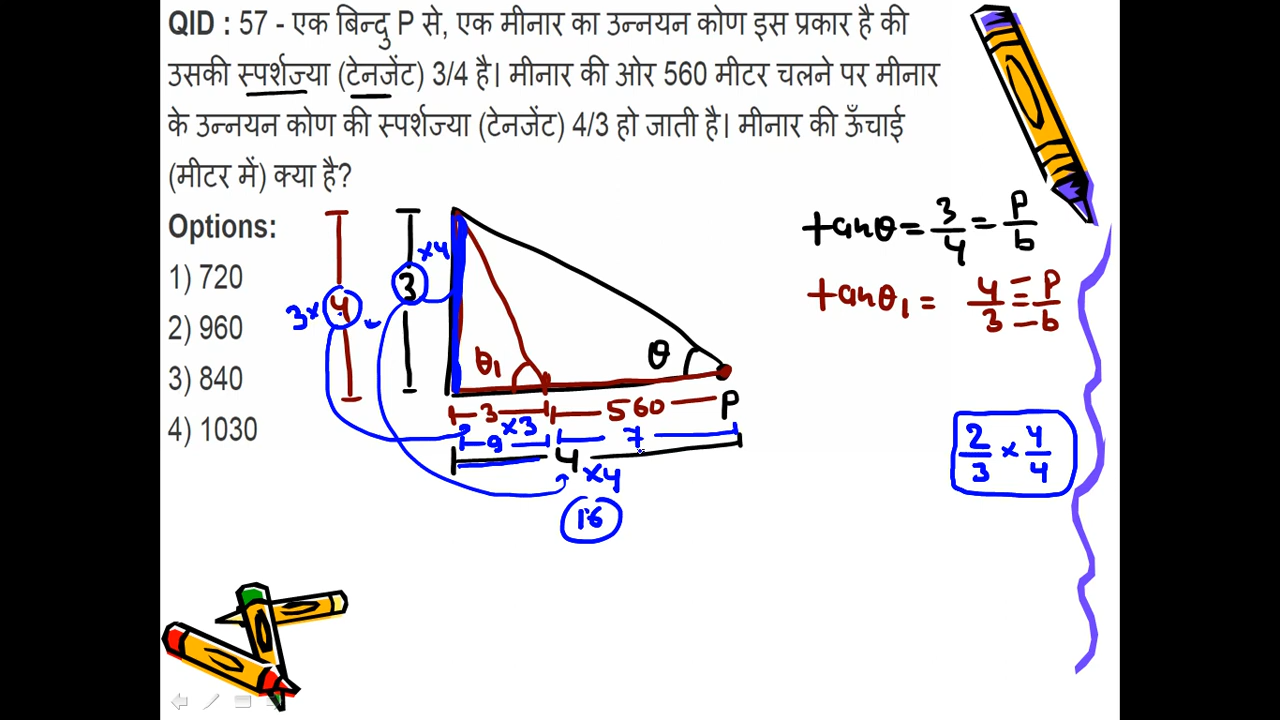 QID : 57 - एक बिन्दु P से, एक मीनार का उन्नयन कोण इस प्रकार है की
उसकी स्पर्शज्या (टेनजेंट) 3/4 है। मीनार की ओर 560 मीटर चलने पर मीनार
के उन्नयन कोण की स्पर्शज्या (टेनजेंट) 4/3 हो जाती है। मीनार की ऊँचाई
(मीटर में) क्या है?
Options:
1) 720
2) 960
3) 840
4) 1030
tanθ = 3/4 = P/b
tanθ1 = 4/3 = P/b
×4
3
3× 4
θ1
θ
3 560 P
×3
9 7
4
×4
16
2/3 × 4/4